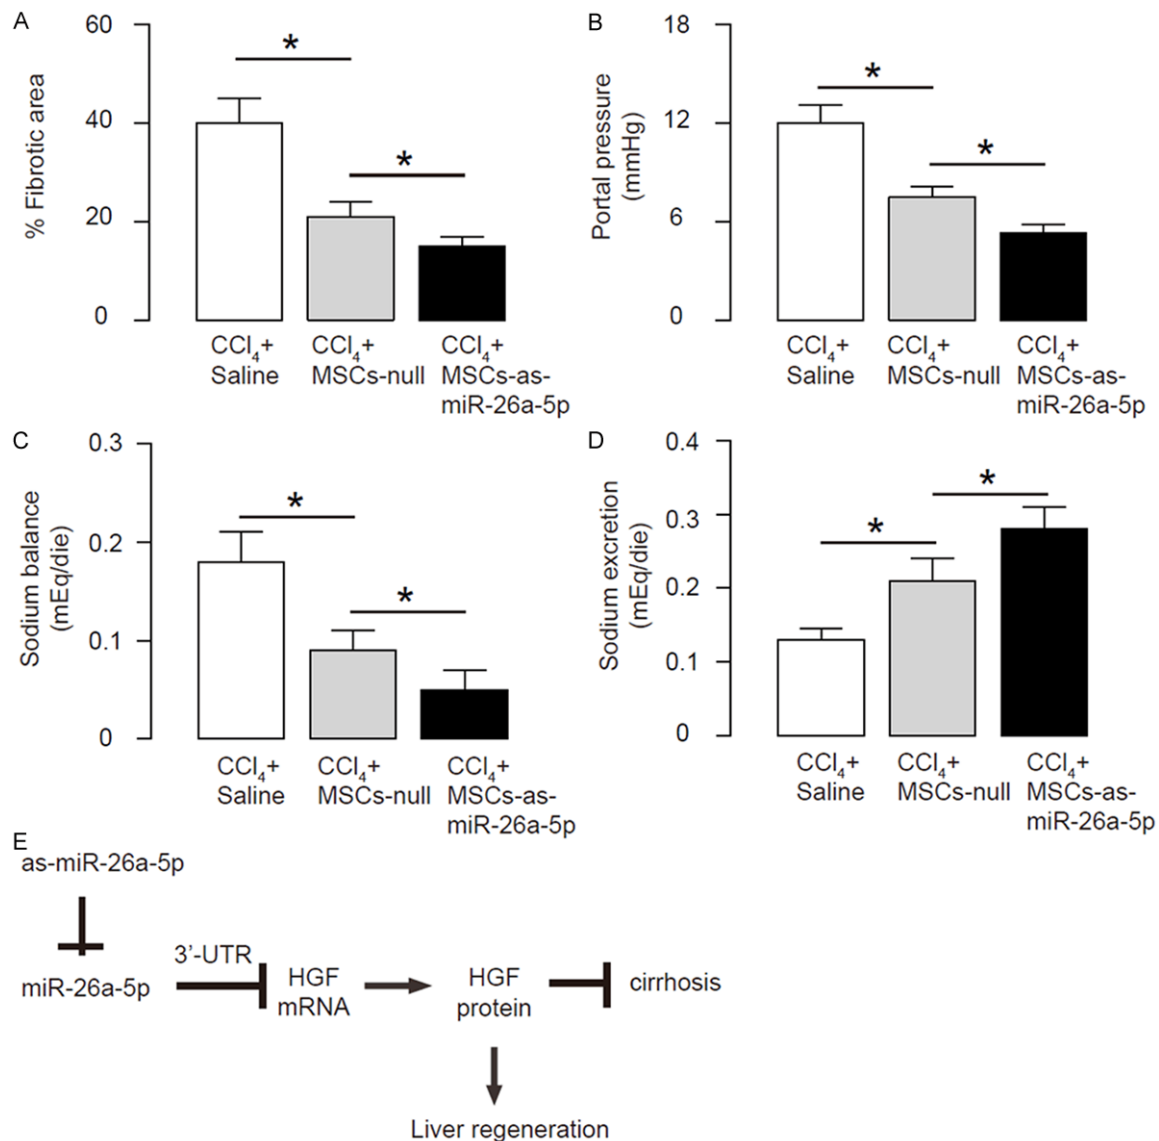 A
% Fibrotic area
60
40
20
0
*
*
CCl₄+
Saline
CCl₄+
MSCs-null
CCl₄+
MSCs-as-
miR-26a-5p
B
Portal pressure
(mmHg)
18
12
6
0
*
*
CCl₄+
Saline
CCl₄+
MSCs-null
CCl₄+
MSCs-as-
miR-26a-5p
C
Sodium balance
(mEq/die)
0.3
0.2
0.1
0
*
*
CCl₄+
Saline
CCl₄+
MSCs-null
CCl₄+
MSCs-as-
miR-26a-5p
D
Sodium excretion
(mEq/die)
0.4
0.3
0.2
0.1
0
*
*
CCl₄+
Saline
CCl₄+
MSCs-null
CCl₄+
MSCs-as-
miR-26a-5p
E
as-miR-26a-5p
miR-26a-5p
3'-UTR
HGF
mRNA
HGF
protein
cirrhosis
Liver regeneration